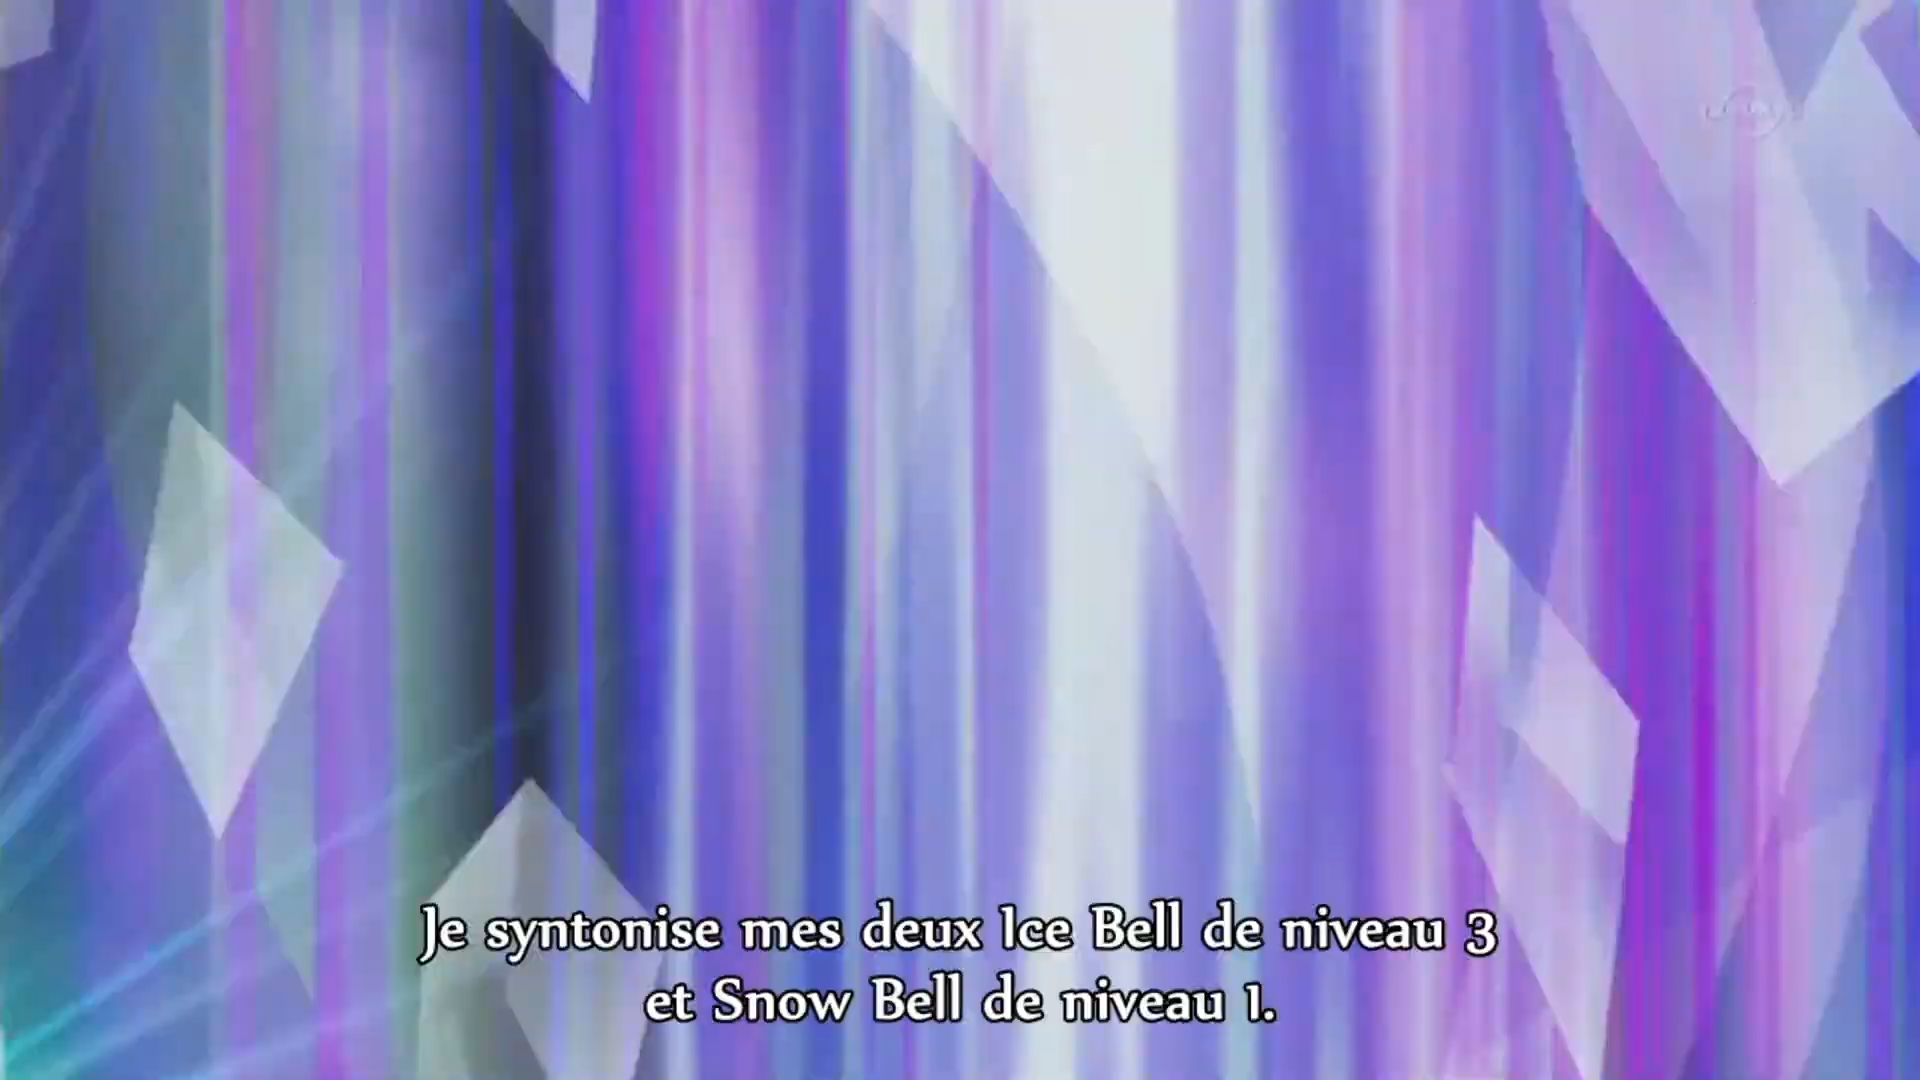 Je syntonise mes deux Ice Bell de niveau 3
et Snow Bell de niveau 1.